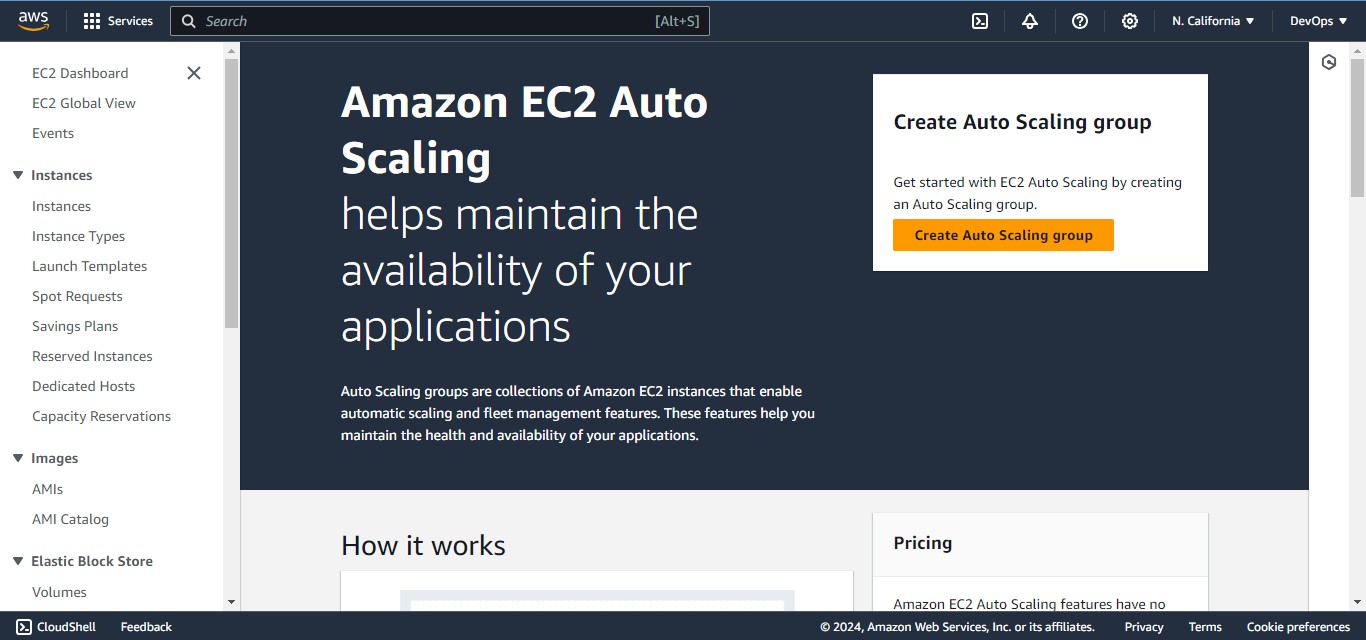 aws
Services
Search
[Alt+S]
N. California
DevOps
EC2 Dashboard
EC2 Global View
Events
Instances
Instances
Instance Types
Launch Templates
Spot Requests
Savings Plans
Reserved Instances
Dedicated Hosts
Capacity Reservations
Images
AMIs
AMI Catalog
Elastic Block Store
Volumes
Amazon EC2 Auto
Scaling
helps maintain the
availability of your
applications
Auto Scaling groups are collections of Amazon EC2 instances that enable
automatic scaling and fleet management features. These features help you
maintain the health and availability of your applications.
Create Auto Scaling group
Get started with EC2 Auto Scaling by creating
an Auto Scaling group.
Create Auto Scaling group
How it works
Pricing
Amazon EC2 Auto Scaling features have no
CloudShell
Feedback
© 2024, Amazon Web Services, Inc. or its affiliates.
Privacy
Terms
Cookie preferences